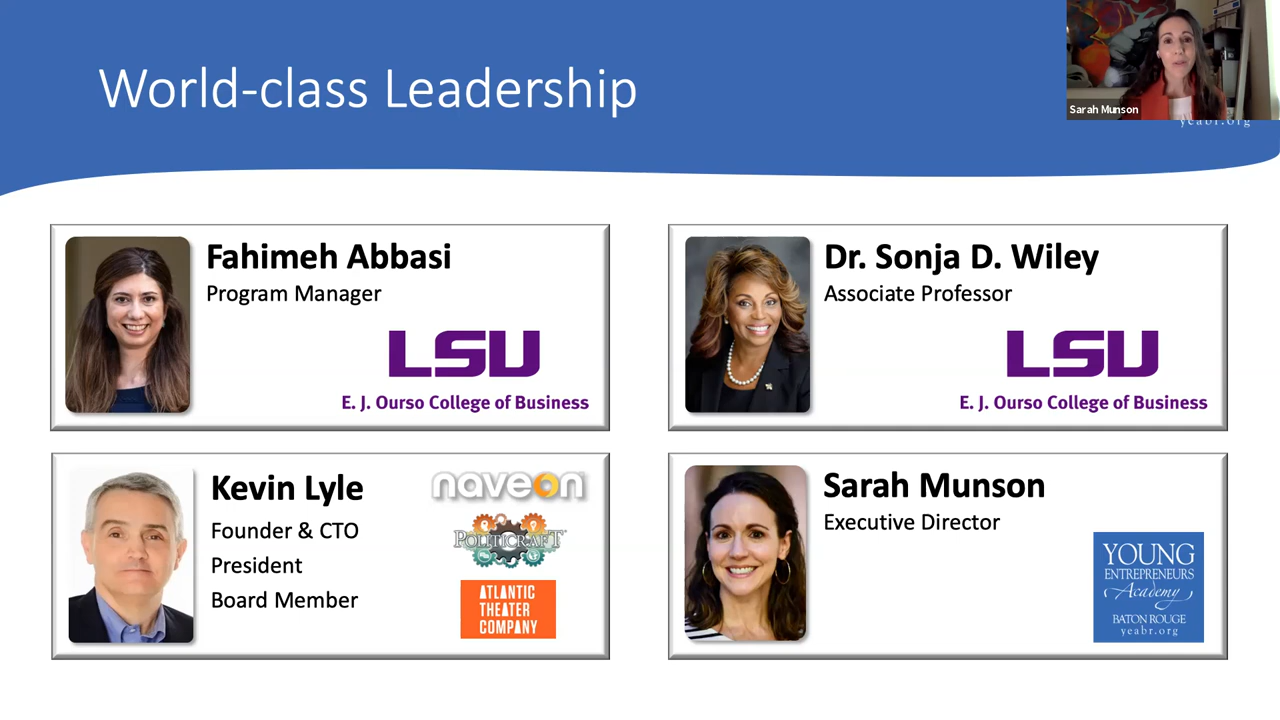 World-class Leadership
Sarah Munson
yeabr.org
Fahimeh Abbasi
Program Manager
LSU
E. J. Ourso College of Business
Dr. Sonja D. Wiley
Associate Professor
LSU
E. J. Ourso College of Business
Kevin Lyle
Founder & CTO
President
Board Member
naveon
POLITICRAFT
ATLANTIC
THEATER
COMPANY
Sarah Munson
Executive Director
YOUNG
ENTREPRENEURS
Academy
BATON ROUGE
yeabr.org